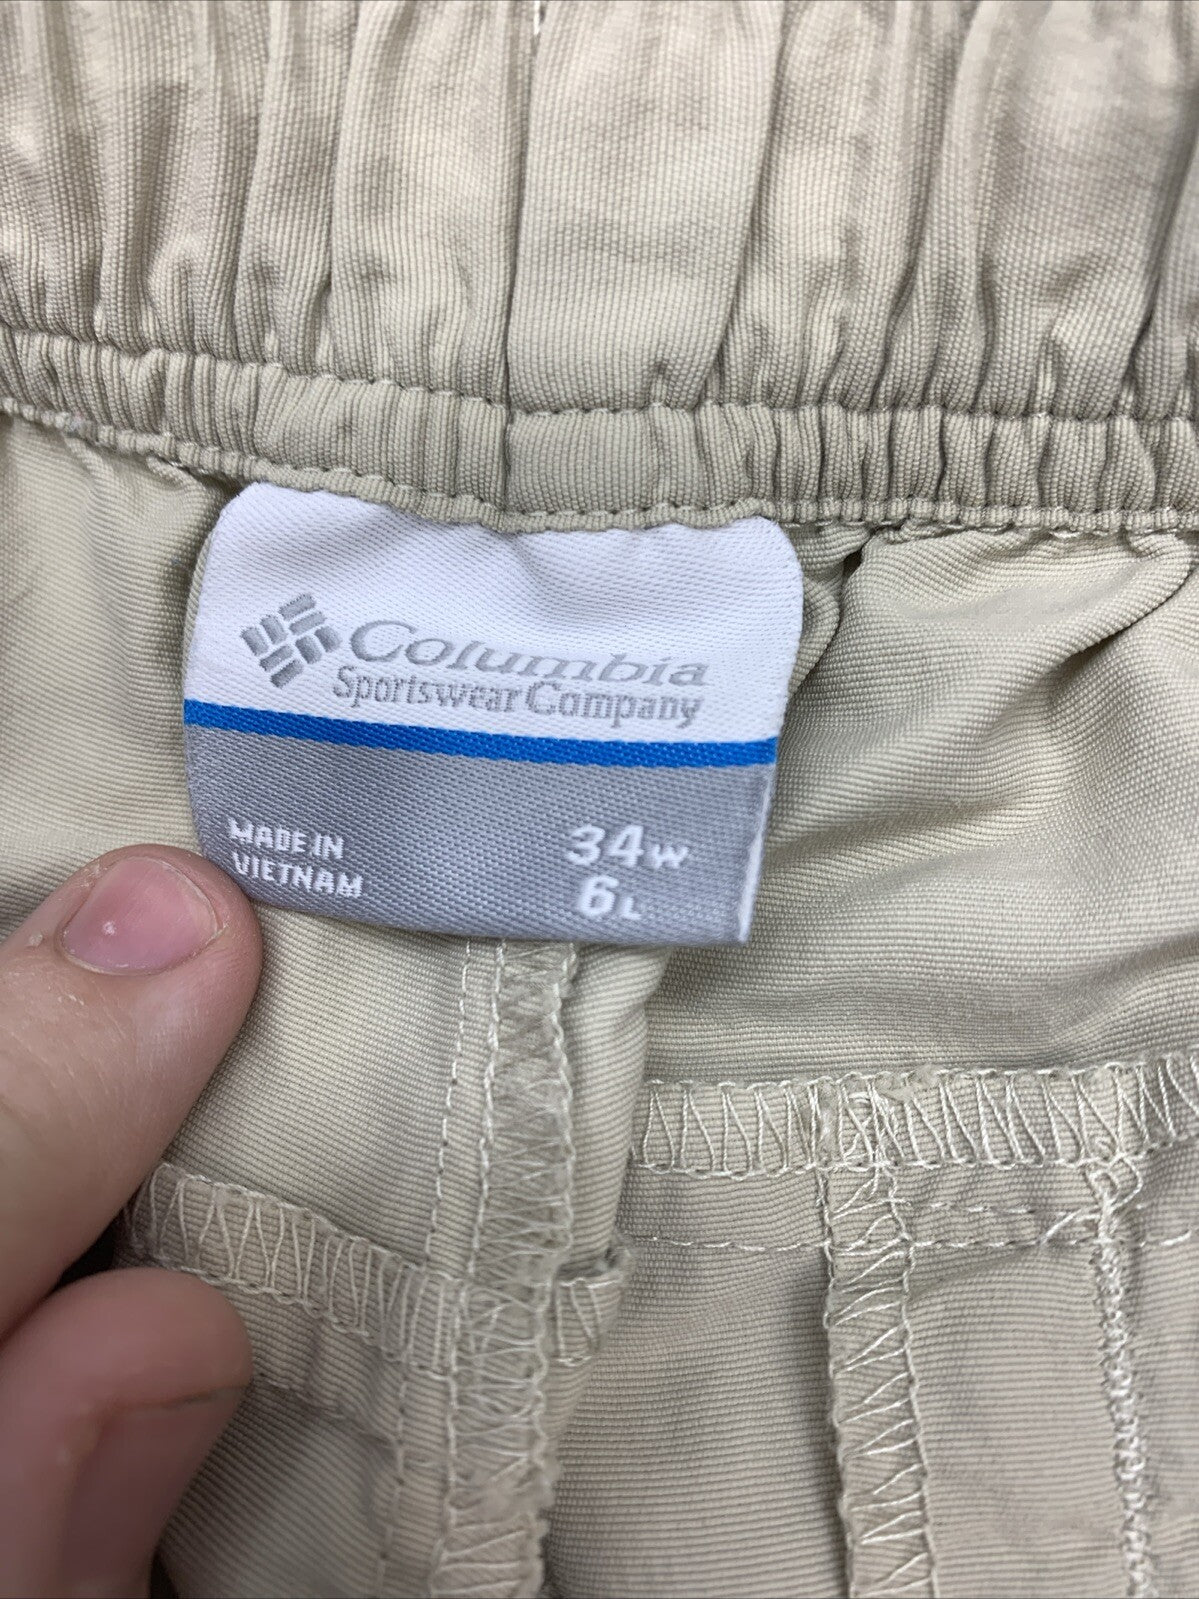 Columbia
Sportswear Company
MADE IN
VIETNAM
34W
6L